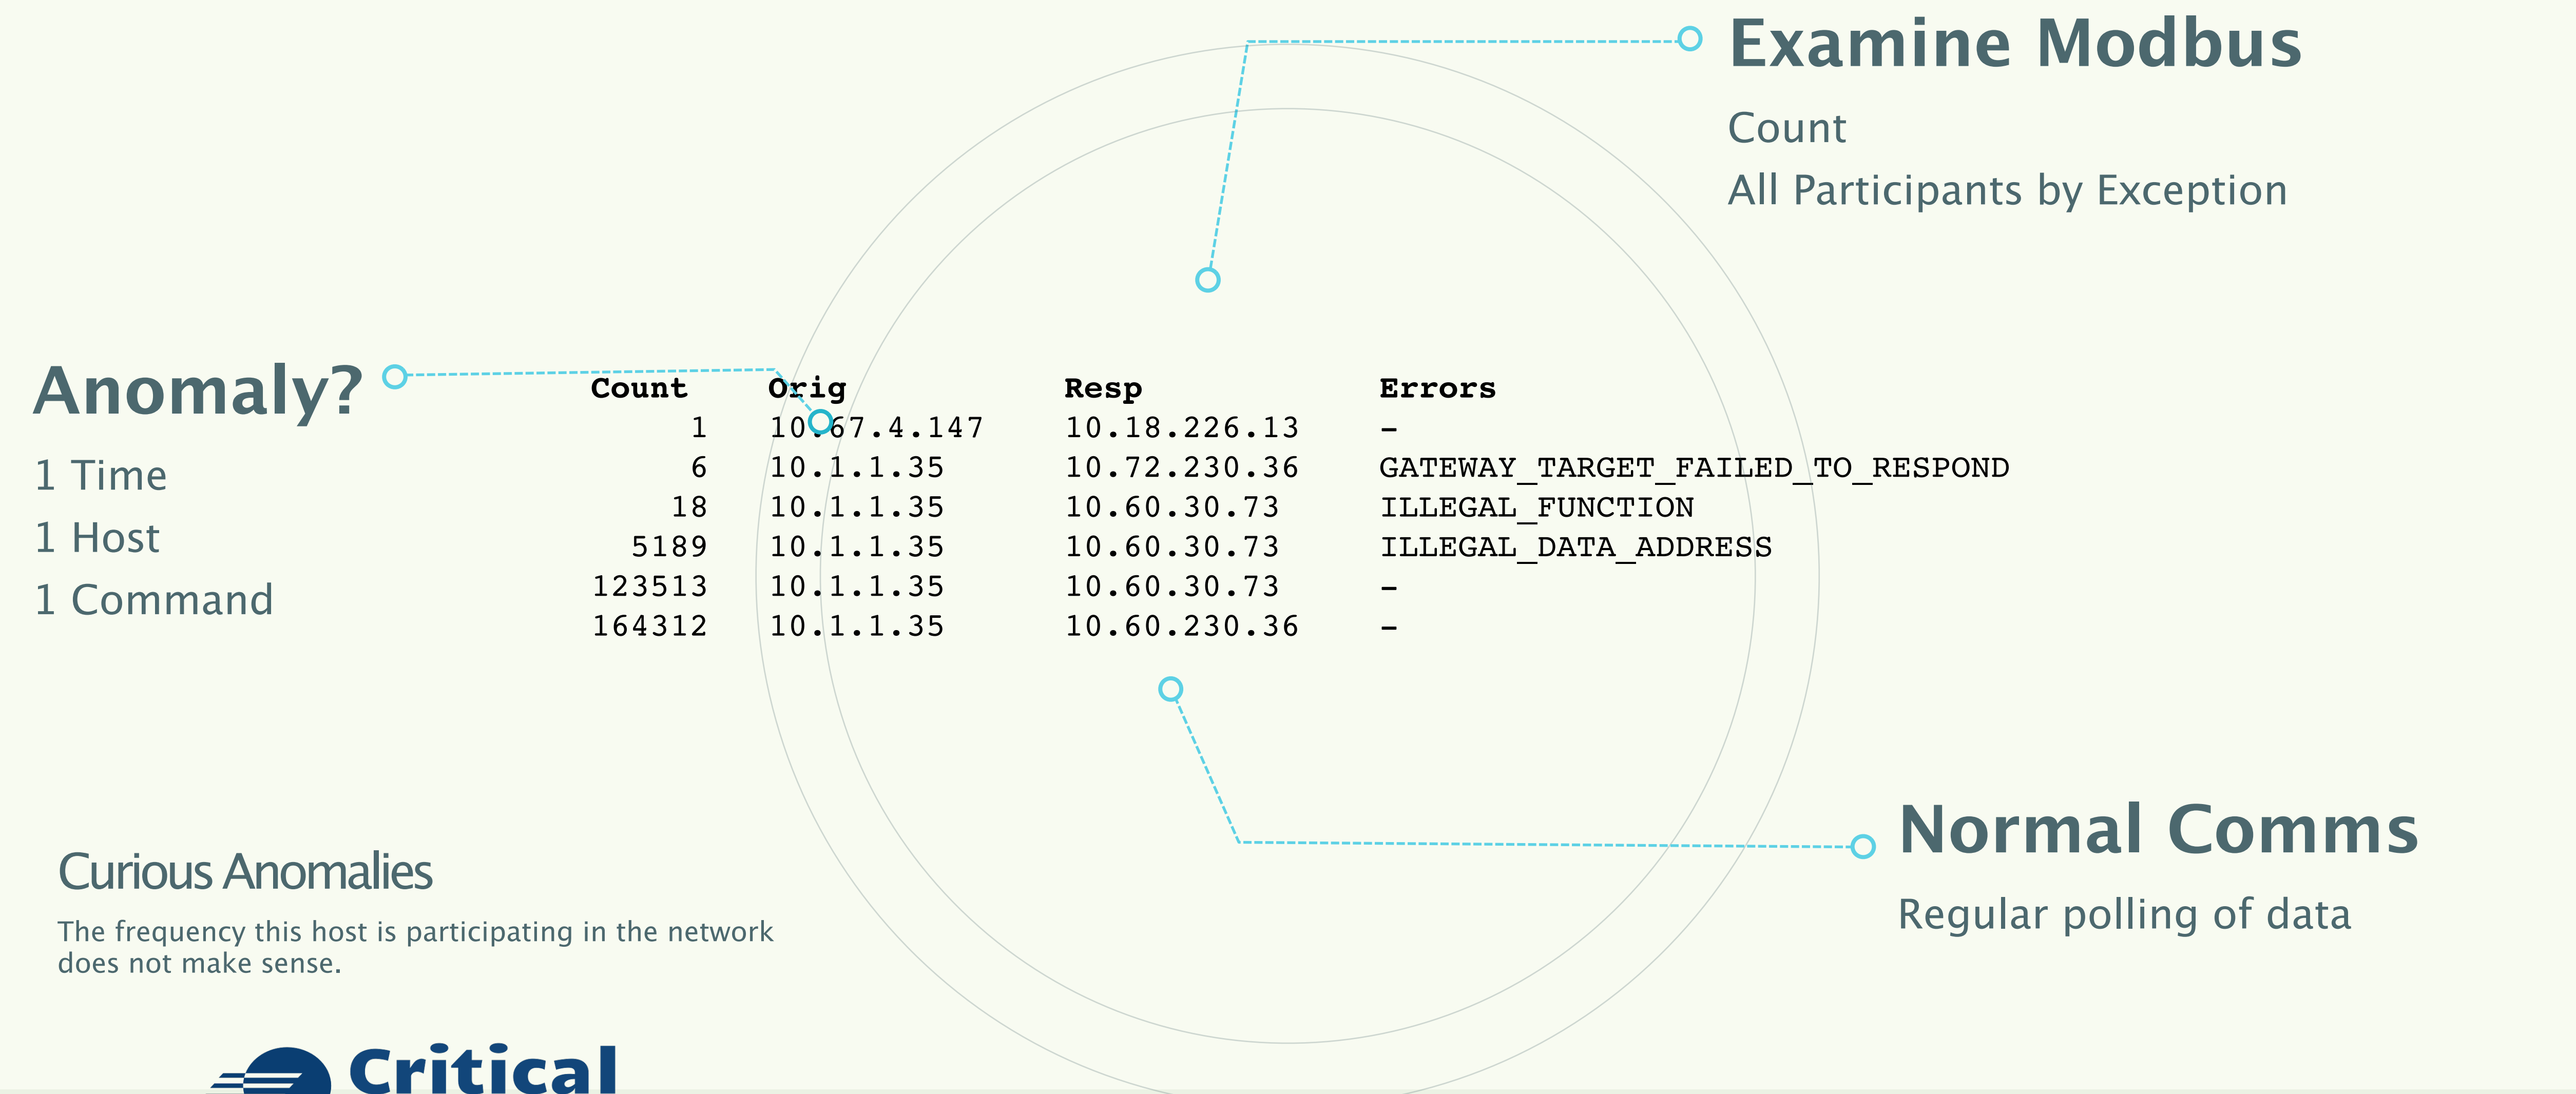 Examine Modbus
Count
All Participants by Exception
Anomaly?
1 Time
1 Host
1 Command
Count Orig Resp Errors
1 10.67.4.147 10.18.226.13 –
6 10.1.1.35 10.72.230.36 GATEWAY_TARGET_FAILED_TO_RESPOND
18 10.1.1.35 10.60.30.73 ILLEGAL_FUNCTION
5189 10.1.1.35 10.60.30.73 ILLEGAL_DATA_ADDRESS
123513 10.1.1.35 10.60.30.73 –
164312 10.1.1.35 10.60.230.36 –
Normal Comms
Regular polling of data
Curious Anomalies
The frequency this host is participating in the network
does not make sense.
Critical